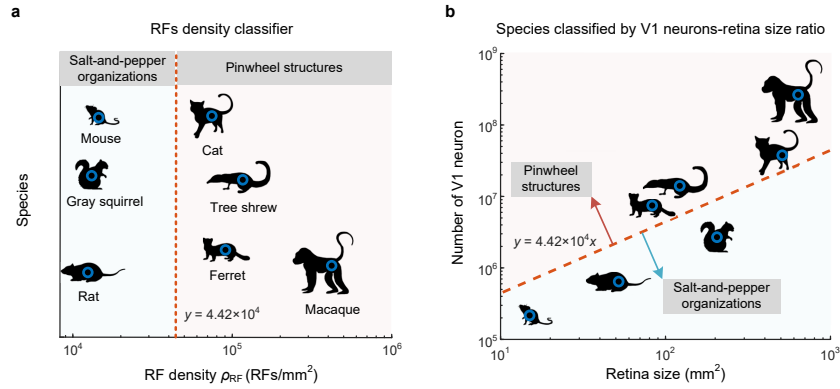 a
RFs density classifier
Salt-and-pepper
organizations
Pinwheel structures
Species
Mouse
Cat
Gray squirrel
Tree shrew
Rat
Ferret
Macaque
y = 4.42×10⁴
10⁴
10⁵
10⁶
RF density ρRF (RFs/mm²)
b
Species classified by V1 neurons-retina size ratio
Number of V1 neuron
10⁹
10⁸
10⁷
10⁶
10⁵
Pinwheel
structures
y = 4.42×10⁴x
Salt-and-pepper
organizations
10¹
10²
10³
Retina size (mm²)